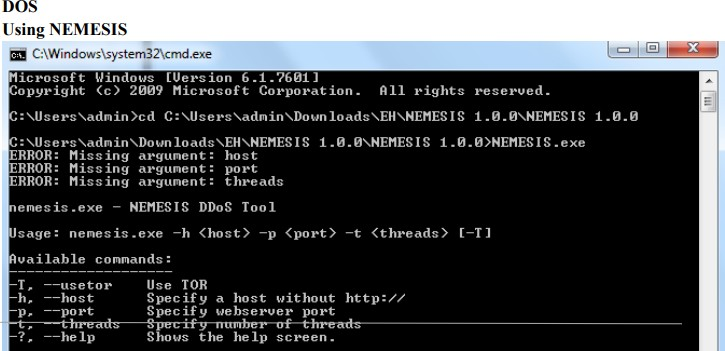 DOS
Using NEMESIS
C:\Windows\system32\cmd.exe
Microsoft Windows [Version 6.1.7601]
Copyright (c) 2009 Microsoft Corporation.  All rights reserved.
C:\Users\admin>cd C:\Users\admin\Downloads\EH\NEMESIS 1.0.0\NEMESIS 1.0.0
C:\Users\admin\Downloads\EH\NEMESIS 1.0.0\NEMESIS 1.0.0>NEMESIS.exe
ERROR: Missing argument: host
ERROR: Missing argument: port
ERROR: Missing argument: threads
nemesis.exe - NEMESIS DDoS Tool
Usage: nemesis.exe -h <host> -p <port> -t <threads> [-T]
Available commands:
-------------------
-T, --usetor    Use TOR
-h, --host      Specify a host without http://
-p, --port      Specify webserver port
-t, --threads   Specify number of threads
-?, --help      Shows the help screen.